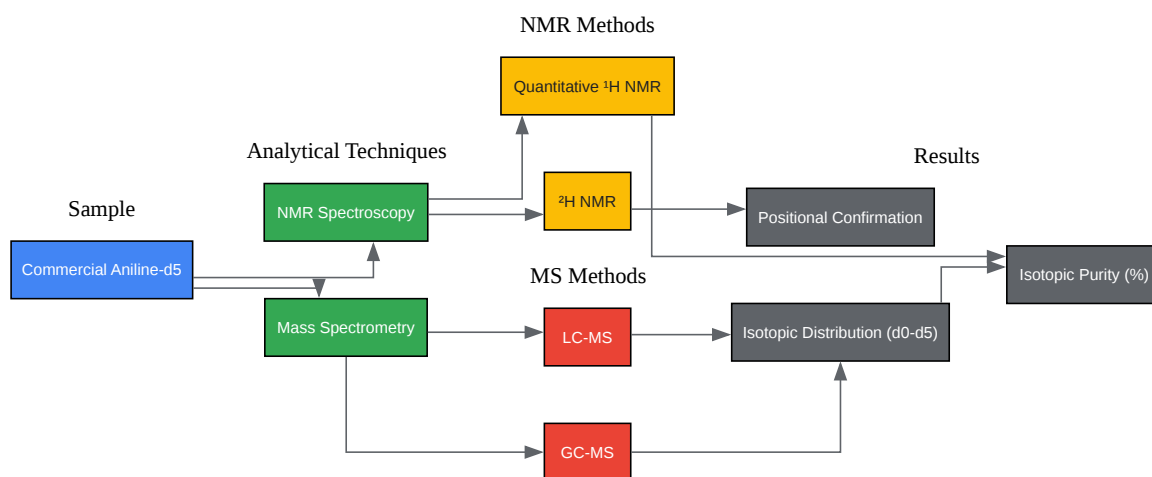 NMR Methods
Quantitative ¹H NMR
Analytical Techniques
Results
NMR Spectroscopy
²H NMR
Sample
Positional Confirmation
Commercial Aniline-d5
MS Methods
Isotopic Purity (%)
Mass Spectrometry
LC-MS
Isotopic Distribution (d0-d5)
GC-MS